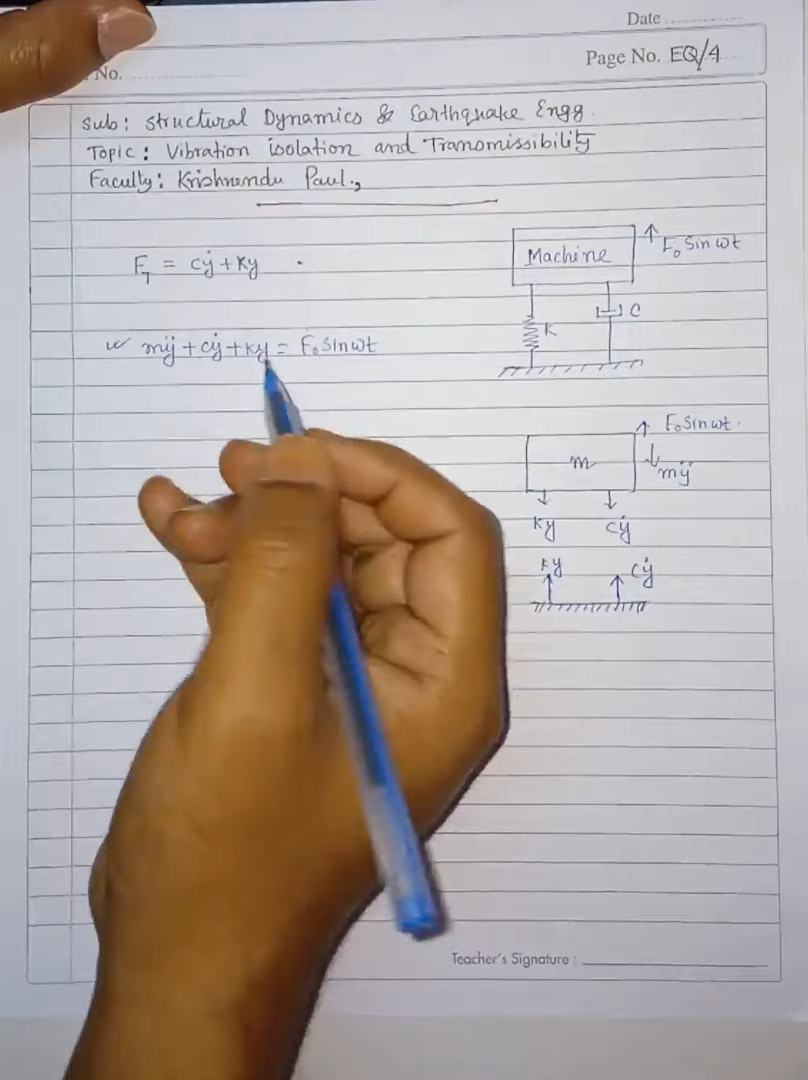 Date
No.
Page No. EQ/4
Sub: Structural Dynamics & Earthquake Engg.
Topic: Vibration isolation and Transmissibility
Faculty: Krishnendu Paul.,
F_T = cẏ + Ky
mÿ + cẏ + Ky = F₀ Sin ωt
Machine
F₀ Sin ωt
K
C
F₀ Sin ωt.
m
mÿ
Ky
Cẏ
Ky
Cẏ
Teacher's Signature :